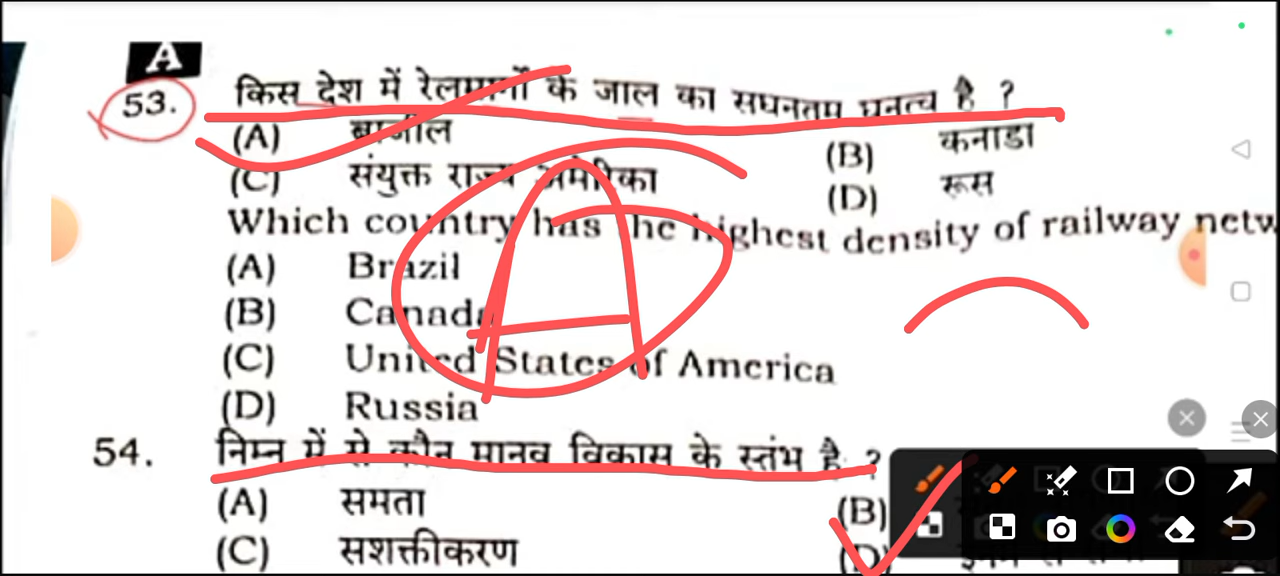 A
53. किस देश में रेलमार्गों के जाल का सघनतम घनत्व है ?
(A) ब्राजील
(B) कनाडा
(C) संयुक्त राज्य अमेरिका
(D) रूस
Which country has the highest density of railway
(A) Brazil
(B) Canada
(C) United States of America
(D) Russia
54. निम्न में से कौन मानव विकास के स्तंभ है ?
(A) समता
(B)
(C) सशक्तीकरण
(D)